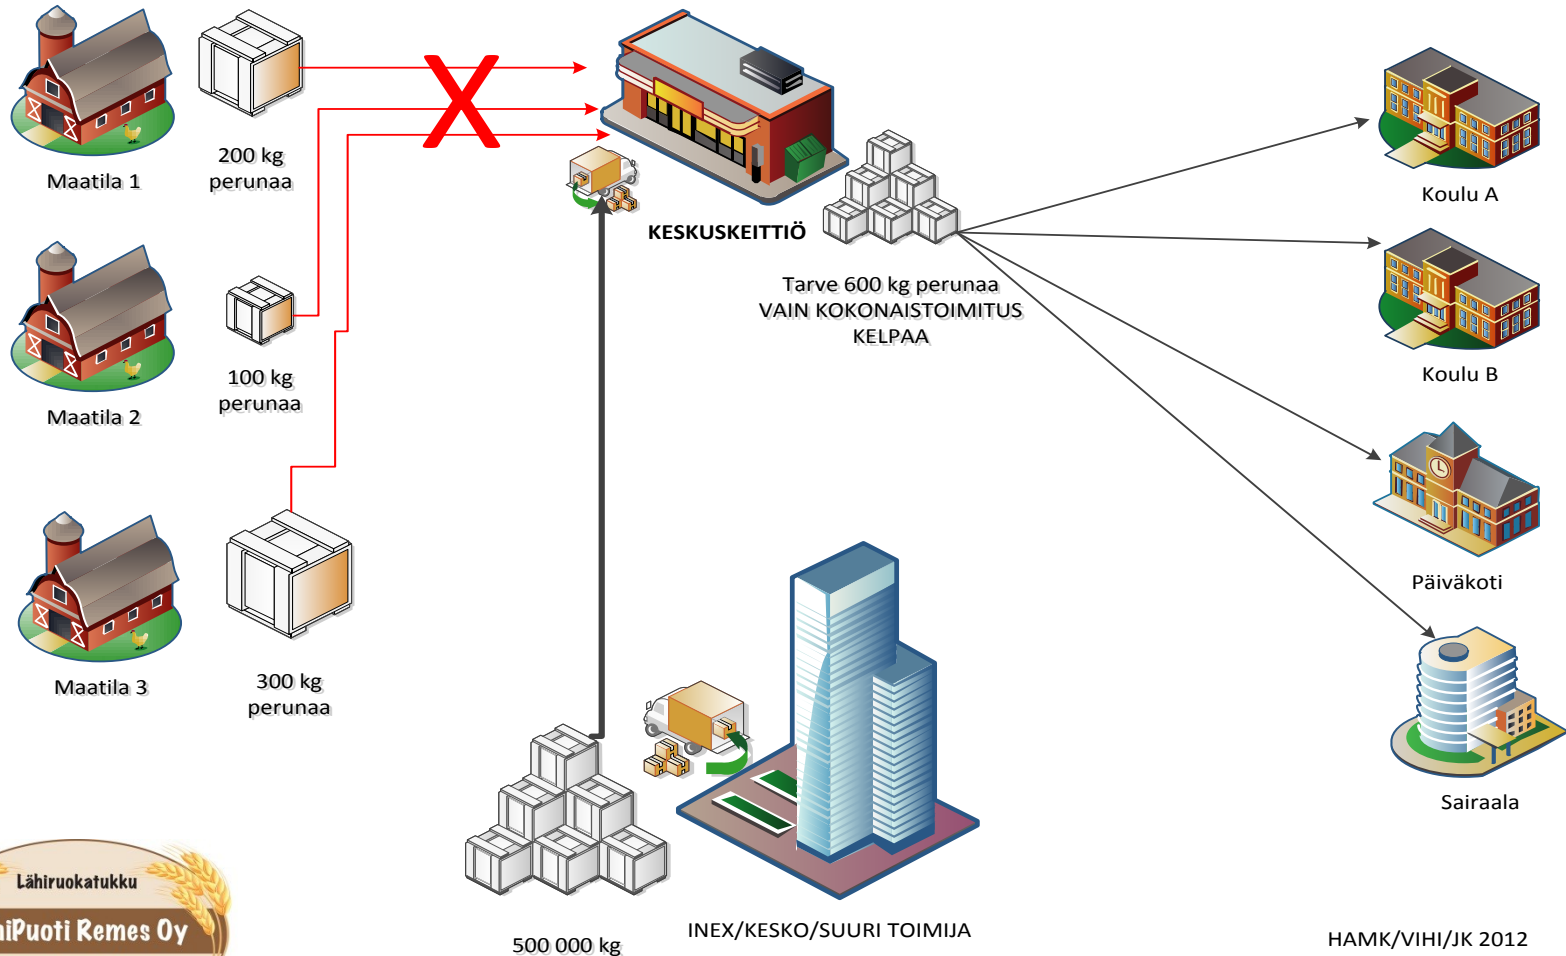 Maatila 1
200 kg
perunaa
Maatila 2
100 kg
perunaa
Maatila 3
300 kg
perunaa
X
KESKUSKEITTIÖ
Tarve 600 kg perunaa
VAIN KOKONAISTOIMITUS
KELPAA
Koulu A
Koulu B
Päiväkoti
Sairaala
500 000 kg
INEX/KESKO/SUURI TOIMIJA
Lähiruokatukku
Puoti Remes Oy
HAMK/VIHI/JK 2012